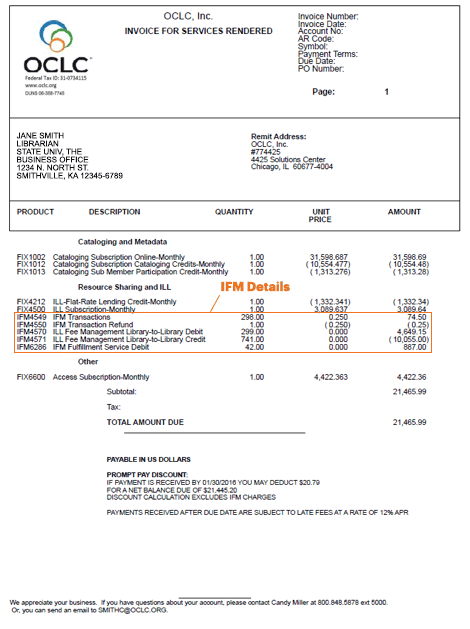 OCLC, Inc.
INVOICE FOR SERVICES RENDERED
Invoice Number:
Invoice Date:
Account No:
AR Code:
Symbol:
Payment Terms:
Due Date:
PO Number:
Page: 1
OCLC
Federal Tax ID: 31-0734115
www.oclc.org
DUNS 06-998-7748
JANE SMITH
LIBRARIAN
STATE UNIV, THE
BUSINESS OFFICE
1234 N. NORTH ST.
SMITHVILLE, KA 12345-6789
Remit Address:
OCLC, Inc.
#774425
4425 Solutions Center
Chicago, IL 60677-4004
PRODUCT DESCRIPTION QUANTITY UNIT PRICE AMOUNT
Cataloging and Metadata
FIX1002 Cataloging Subscription Online-Monthly 1.00 31,598.687 31,598.69
FIX1012 Cataloging Subscription Cataloging Credits-Monthly 1.00 ( 10,554.477) ( 10,554.48)
FIX1013 Cataloging Sub Member Participation Credit-Monthly 1.00 ( 1,313.276) ( 1,313.28)
Resource Sharing and ILL
IFM Details
FIX4212 ILL-Flat-Rate Lending Credit-Monthly 1.00 ( 1,332.341) ( 1,332.34)
FIX4500 ILL Subscription-Monthly 1.00 3,089.637 3,089.64
IFM4549 IFM Transactions 298.00 0.250 74.50
IFM4550 IFM Transaction Refund 1.00 ( 0.250) ( 0.25)
IFM4570 ILL Fee Management Library-to-Library Debit 299.00 0.000 4,649.15
IFM4571 ILL Fee Management Library-to-Library Credit 741.00 0.000 ( 10,055.00)
IFM6286 IFM Fulfillment Service Debit 42.00 0.000 887.00
Other
FIX6600 Access Subscription-Monthly 1.00 4,422.363 4,422.36
Subtotal: 21,465.99
Tax:
TOTAL AMOUNT DUE 21,465.99
PAYABLE IN US DOLLARS
PROMPT PAY DISCOUNT:
IF PAYMENT IS RECEIVED BY 01/30/2016 YOU MAY DEDUCT $20.79
FOR A NET BALANCE DUE OF $21,445.20
DISCOUNT CALCULATION EXCLUDES IFM CHARGES
PAYMENTS RECEIVED AFTER DUE DATE ARE SUBJECT TO LATE FEES AT A RATE OF 12% APR
We appreciate your business. If you have questions about your account, please contact Candy Miller at 800.848.5878 ext 5000.
Or, you can send an email to SMITHC@OCLC.ORG.